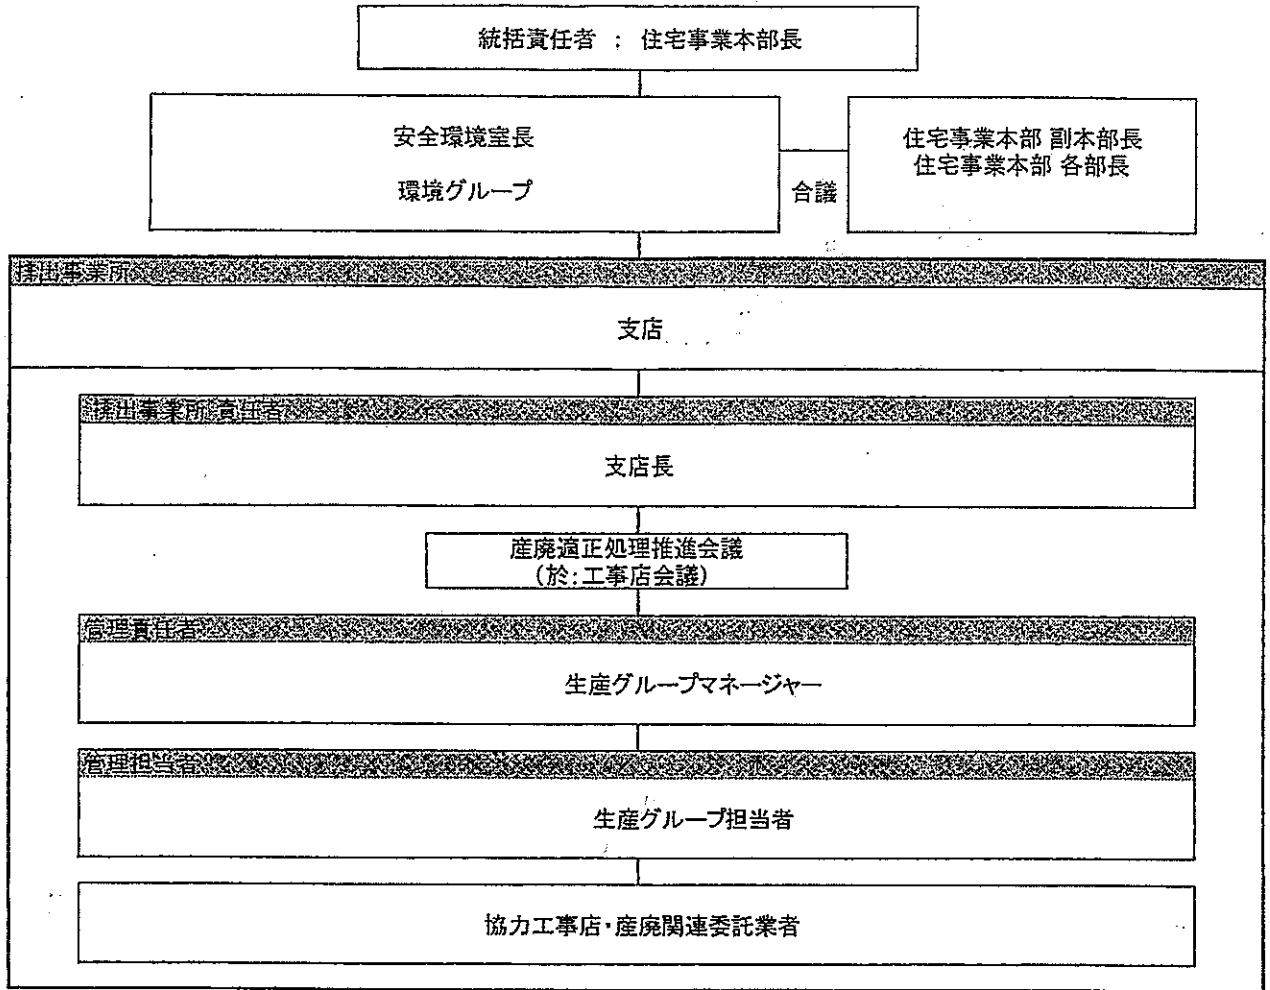 統括責任者 : 住宅事業本部長
安全環境室長
環境グループ
合議
住宅事業本部 副本部長
住宅事業本部 各部長
排出事業所
支店
排出事業所 責任者
支店長
産廃適正処理推進会議
(於:工事店会議)
管理責任者
生産グループマネージャー
管理担当者
生産グループ担当者
協力工事店・産廃関連委託業者